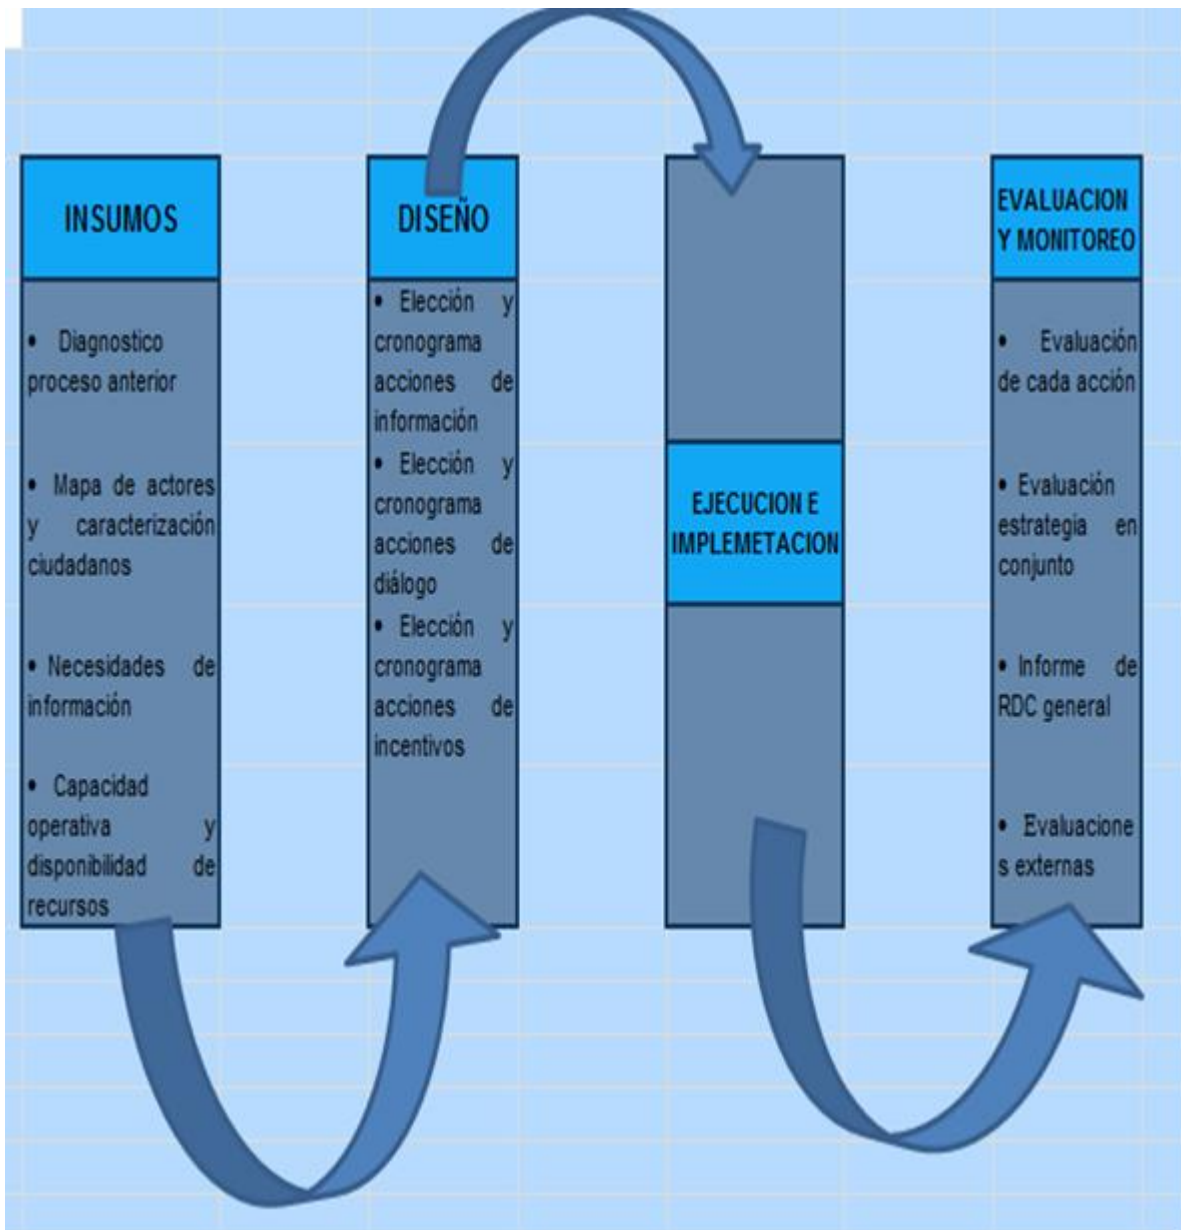 INSUMOS
• Diagnostico
proceso anterior
• Mapa de actores
y caracterización
ciudadanos
• Necesidades de
información
• Capacidad
operativa y
disponibilidad de
recursos
DISEÑO
• Elección y
cronograma
acciones de
información
• Elección y
cronograma
acciones de
diálogo
• Elección y
cronograma
acciones de
incentivos
EJECUCION E
IMPLEMETACION
EVALUACION
Y MONITOREO
• Evaluación
de cada acción
• Evaluación
estrategia en
conjunto
• Informe de
RDC general
• Evaluacione
s externas